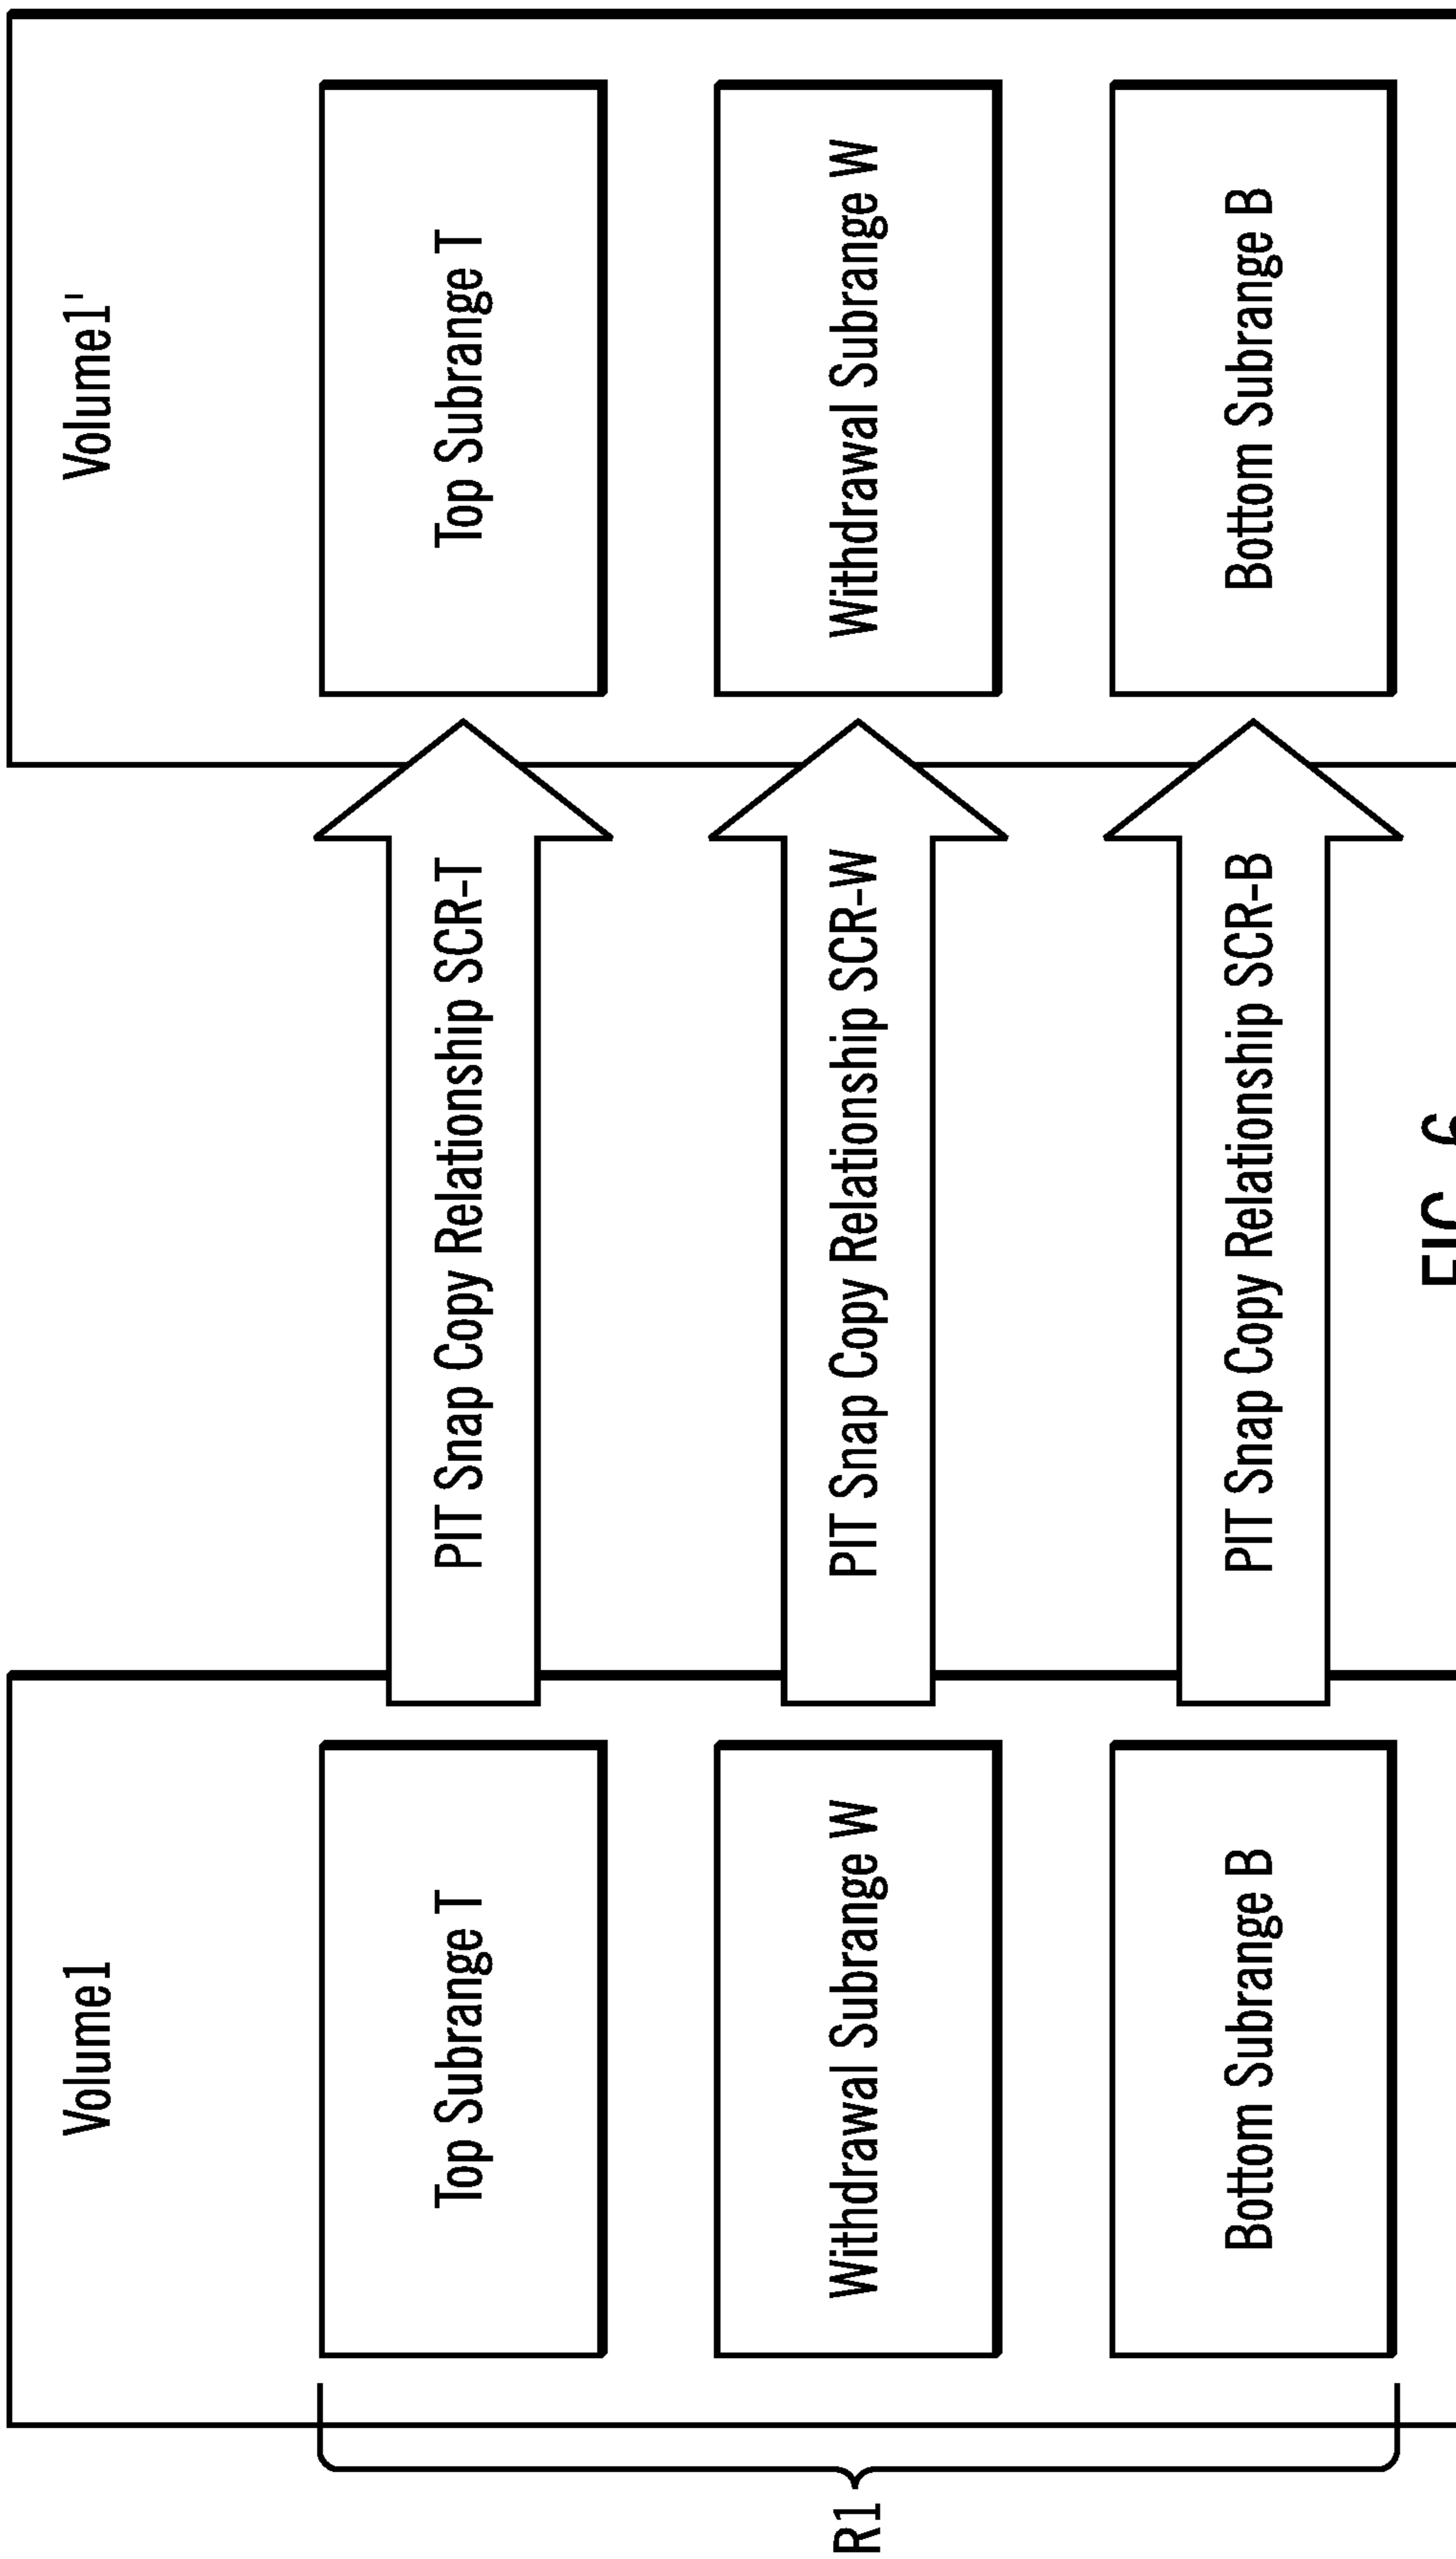 Volume1
Volume1'
Top Subrange T
PIT Snap Copy Relationship SCR-T
Top Subrange T
R1
Withdrawal Subrange W
PIT Snap Copy Relationship SCR-W
Withdrawal Subrange W
Bottom Subrange B
PIT Snap Copy Relationship SCR-B
Bottom Subrange B